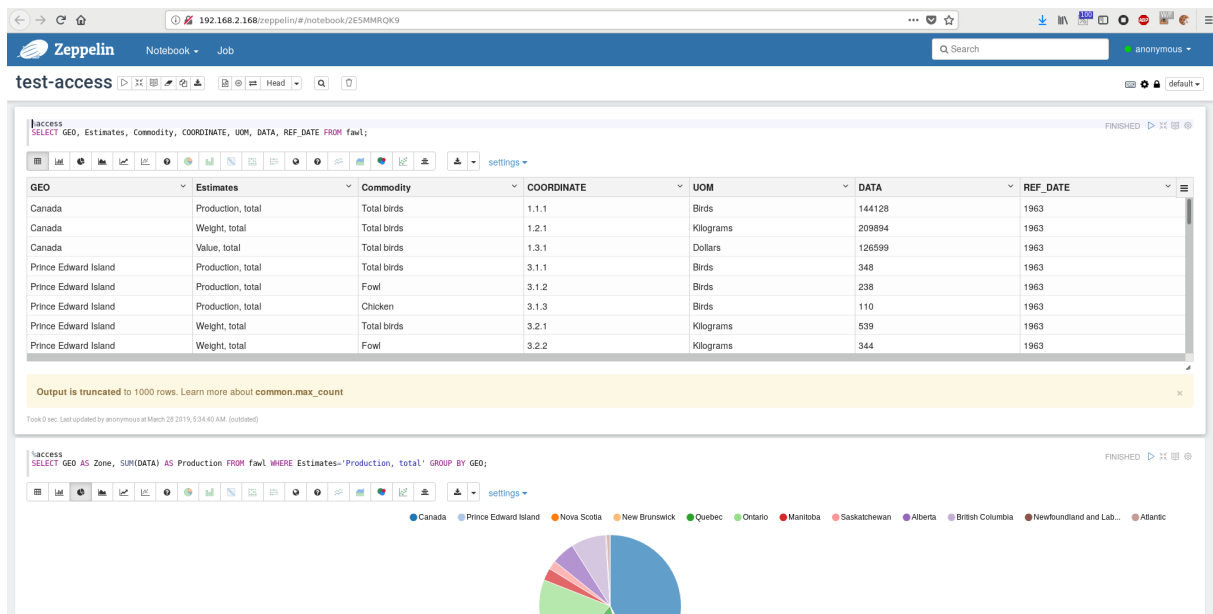 192.168.2.168/zeppelin/#/notebook/2E5MMRQK9
100
Zeppelin Notebook Job Search anonymous
test-access Head default
%access
SELECT GEO, Estimates, Commodity, COORDINATE, UOM, DATA, REF_DATE FROM fawl;
FINISHED
settings
GEO Estimates Commodity COORDINATE UOM DATA REF_DATE
Canada Production, total Total birds 1.1.1 Birds 144128 1963
Canada Weight, total Total birds 1.2.1 Kilograms 209894 1963
Canada Value, total Total birds 1.3.1 Dollars 126599 1963
Prince Edward Island Production, total Total birds 3.1.1 Birds 348 1963
Prince Edward Island Production, total Fowl 3.1.2 Birds 238 1963
Prince Edward Island Production, total Chicken 3.1.3 Birds 110 1963
Prince Edward Island Weight, total Total birds 3.2.1 Kilograms 539 1963
Prince Edward Island Weight, total Fowl 3.2.2 Kilograms 344 1963
Output is truncated to 1000 rows. Learn more about common.max_count
Took 0 sec. Last updated by anonymous at March 28 2019, 5:34:40 AM. (outdated)
%access
SELECT GEO AS Zone, SUM(DATA) AS Production FROM fawl WHERE Estimates='Production, total' GROUP BY GEO;
FINISHED
settings
Canada Prince Edward Island Nova Scotia New Brunswick Quebec Ontario Manitoba Saskatchewan Alberta British Columbia Newfoundland and Lab... Atlantic